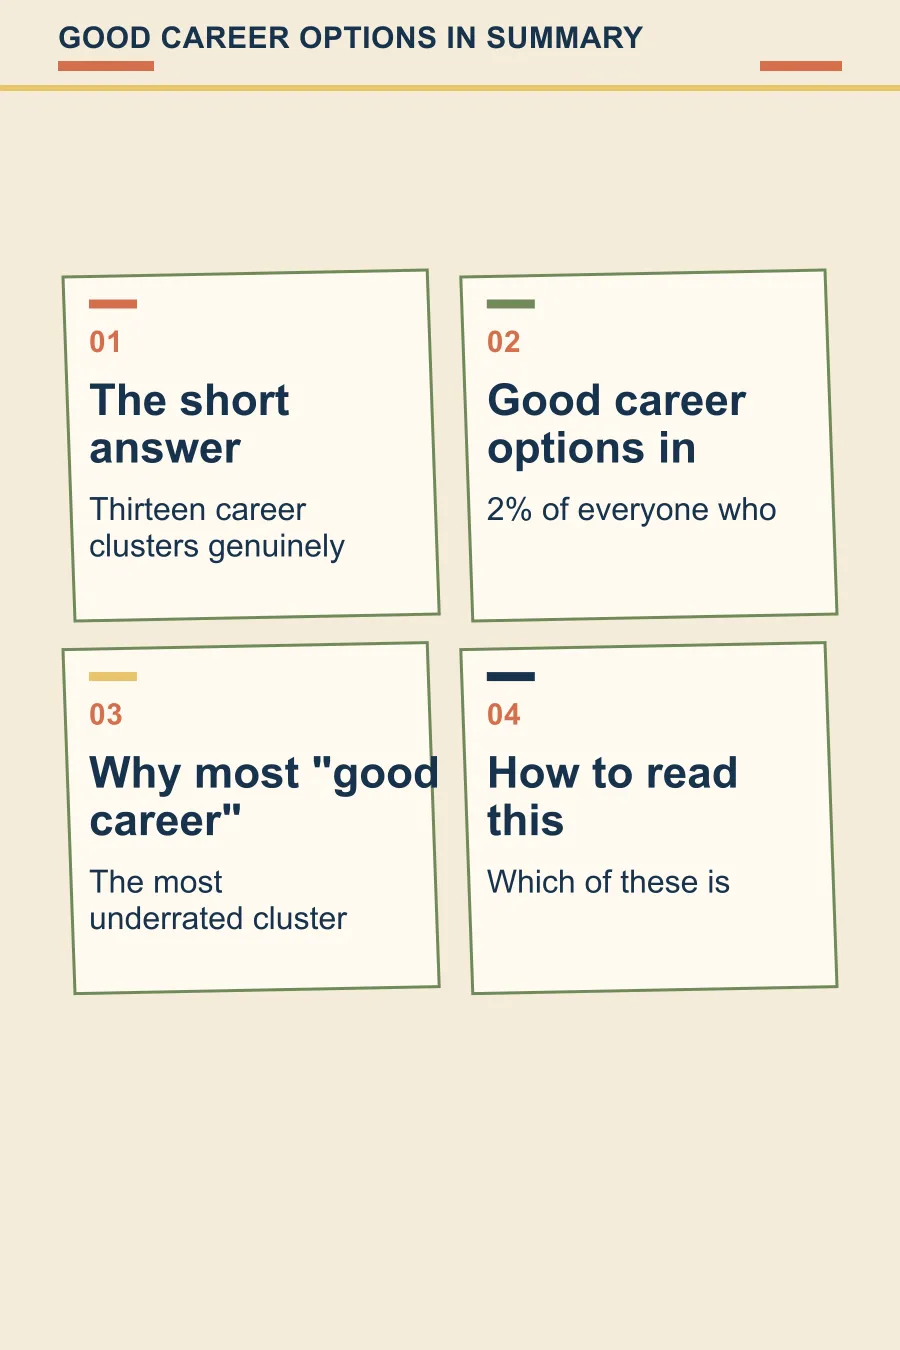 GOOD CAREER OPTIONS IN SUMMARY
01
The short
answer
Thirteen career
clusters genuinely
02
Good career
options in
2% of everyone who
03
Why most "good
career"
The most
underrated cluster
04
How to read
this
Which of these is